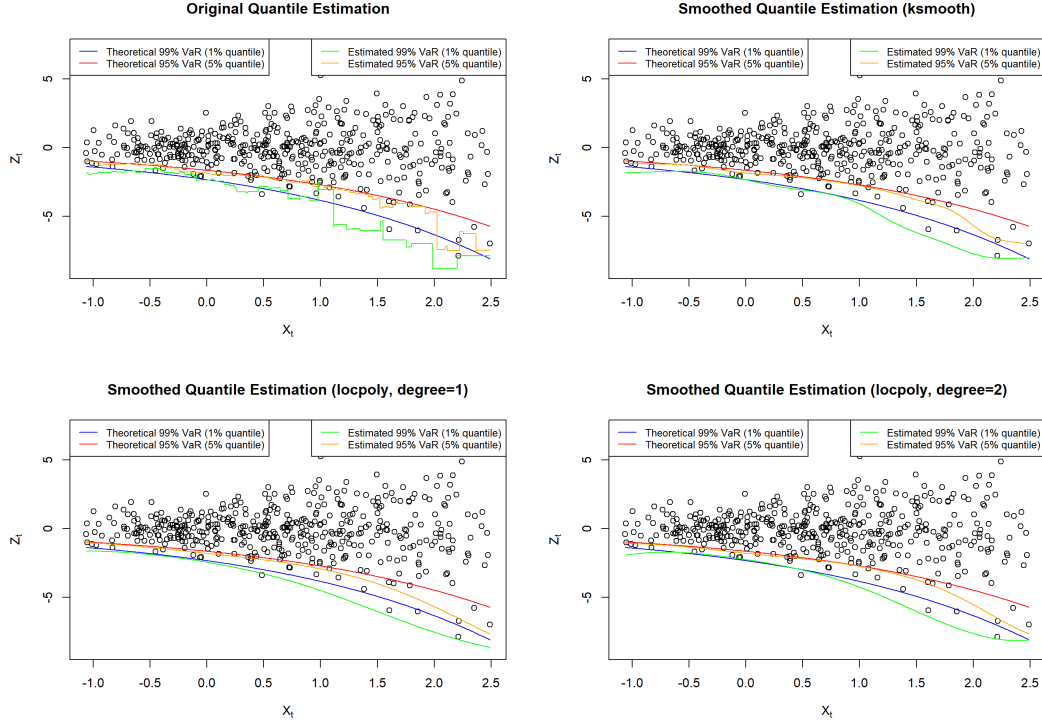 Original Quantile Estimation
Theoretical 99% VaR (1% quantile)
Theoretical 95% VaR (5% quantile)
Estimated 99% VaR (1% quantile)
Estimated 95% VaR (5% quantile)
5
0
-5
Z_t
-1.0 -0.5 0.0 0.5 1.0 1.5 2.0 2.5
X_t
Smoothed Quantile Estimation (ksmooth)
Theoretical 99% VaR (1% quantile)
Theoretical 95% VaR (5% quantile)
Estimated 99% VaR (1% quantile)
Estimated 95% VaR (5% quantile)
5
0
-5
Z_t
-1.0 -0.5 0.0 0.5 1.0 1.5 2.0 2.5
X_t
Smoothed Quantile Estimation (locpoly, degree=1)
Theoretical 99% VaR (1% quantile)
Theoretical 95% VaR (5% quantile)
Estimated 99% VaR (1% quantile)
Estimated 95% VaR (5% quantile)
5
0
-5
Z_t
-1.0 -0.5 0.0 0.5 1.0 1.5 2.0 2.5
X_t
Smoothed Quantile Estimation (locpoly, degree=2)
Theoretical 99% VaR (1% quantile)
Theoretical 95% VaR (5% quantile)
Estimated 99% VaR (1% quantile)
Estimated 95% VaR (5% quantile)
5
0
-5
Z_t
-1.0 -0.5 0.0 0.5 1.0 1.5 2.0 2.5
X_t